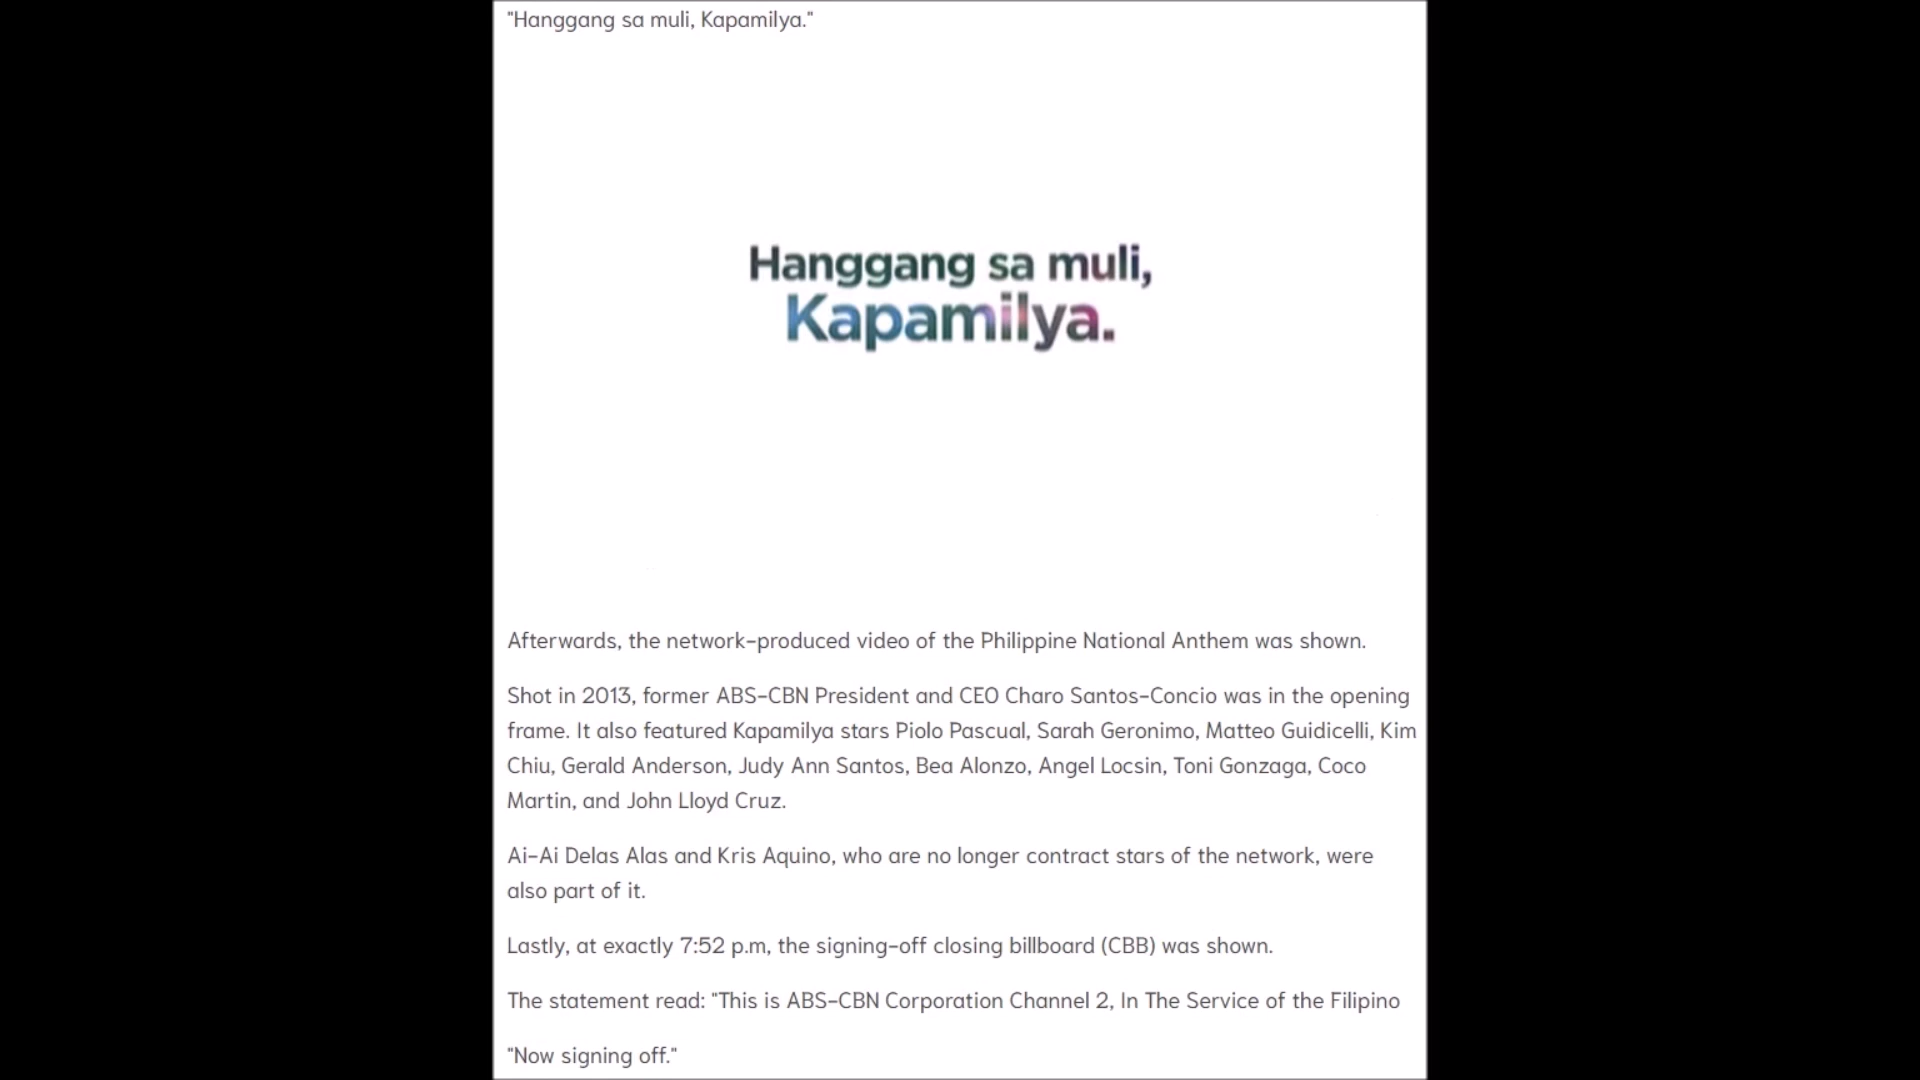 "Hanggang sa muli, Kapamilya."
Hanggang sa muli,
Kapamilya.
Afterwards, the network-produced video of the Philippine National Anthem was shown.
Shot in 2013, former ABS-CBN President and CEO Charo Santos-Concio was in the opening
frame. It also featured Kapamilya stars Piolo Pascual, Sarah Geronimo, Matteo Guidicelli, Kim
Chiu, Gerald Anderson, Judy Ann Santos, Bea Alonzo, Angel Locsin, Toni Gonzaga, Coco
Martin, and John Lloyd Cruz.
Ai-Ai Delas Alas and Kris Aquino, who are no longer contract stars of the network, were
also part of it.
Lastly, at exactly 7:52 p.m, the signing-off closing billboard (CBB) was shown.
The statement read: "This is ABS-CBN Corporation Channel 2, In The Service of the Filipino
"Now signing off."